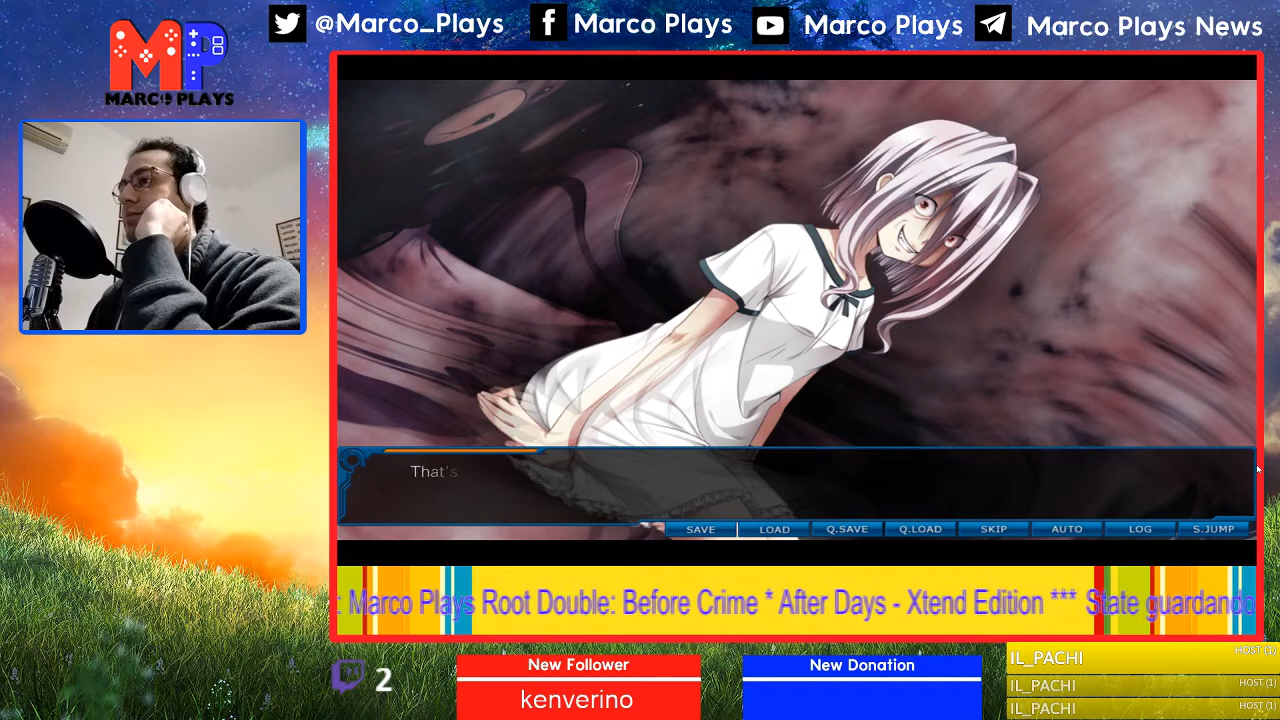 @Marco_Plays
Marco Plays
Marco Plays
Marco Plays News
MP
MARCO PLAYS
That's
SAVE
LOAD
Q.SAVE
Q.LOAD
SKIP
AUTO
LOG
S.JUMP
: Marco Plays Root Double: Before Crime * After Days - Xtend Edition *** State guardando
2
New Follower
kenverino
New Donation
IL_PACHI
HOST (1)
IL_PACHI
HOST (1)
IL_PACHI
HOST (1)